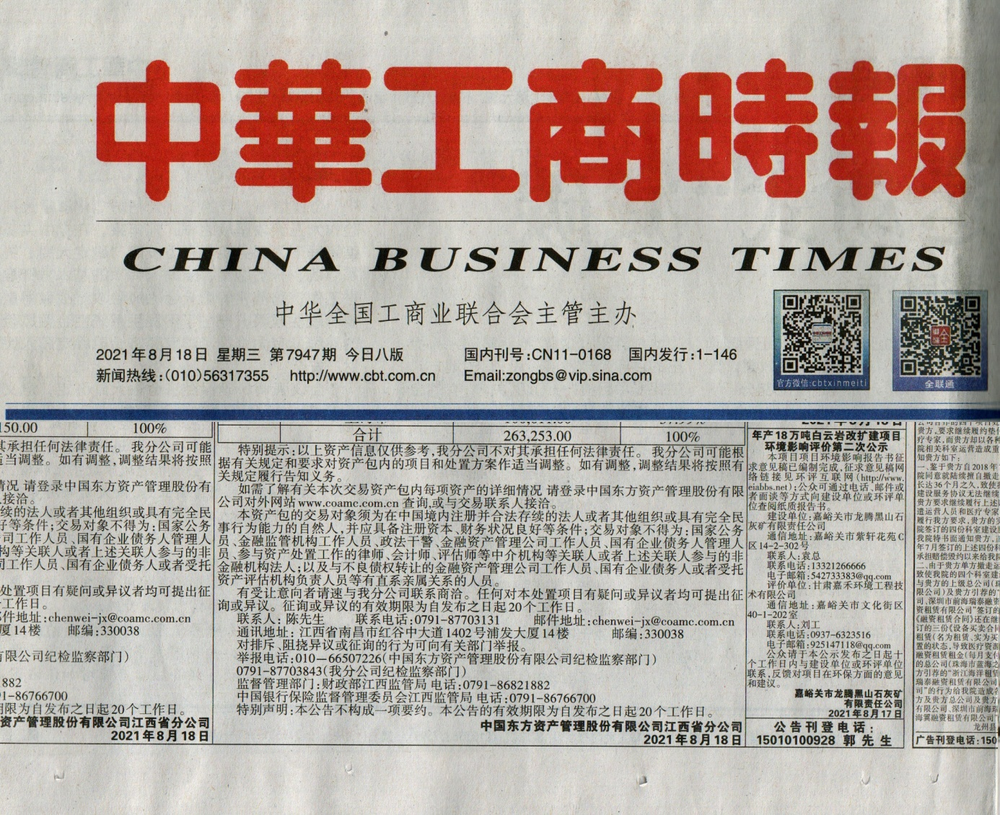 中華工商時報
CHINA BUSINESS TIMES
中华全国工商业联合会主管主办
2021年8月18日 星期三 第7947期 今日八版
国内刊号:CN11-0168 国内发行:1-146
新闻热线:(010)56317355 http://www.cbt.com.cn
Email:zongbs@vip.sina.com
官方微信:cbtxinmeiti
全联通
150.00 100%
其承担任何法律责任。我分公司可能
适当调整。如有调整,调整结果将按照
情况 请登录中国东方资产管理股份有
接洽。
续的法人或者其他组织或具有完全民
好等条件;交易对象不得为:国家公务
司工作人员、国有企业债务人管理人
构等关联人或者上述关联人参与的非
司工作人员、国有企业债务人或者受托
处置项目有疑问或异议者均可提出征
工作日。
件地址:chenwei-jx@coamc.com.cn
厦14楼 邮编:330038
有限公司纪检监察部门)
1882
91-86766700
期限为自发布之日起20个工作日。
资产管理股份有限公司江西省分公司
2021年8月18日
合计 263,253.00 100%
特别提示:以上资产信息仅供参考,我分公司不对其承担任何法律责任。我分公司可能根
据有关规定和要求对资产包内的项目和处置方案作适当调整。如有调整,调整结果将按照有
关规定履行告知义务。
如需了解有关本次交易资产包内每项资产的详细情况 请登录中国东方资产管理股份有限
公司对外网站www.coamc.com.cn 查询,或与交易联系人接洽。
本资产包的交易对象须为在中国境内注册并合法存续的法人或者其他组织或具有完全民
事行为能力的自然人,并应具备注册资本、财务状况良好等条件;交易对象不得为:国家公务
员、金融监管机构工作人员、政法干警、金融资产管理公司工作人员、国有企业债务人管理人
员、参与资产处置工作的律师、会计师、评估师等中介机构等关联人或者上述关联人参与的非
金融机构法人;以及与不良债权转让的金融资产管理公司工作人员、国有企业债务人或者受托
资产评估机构负责人员等有直系亲属关系的人员。
有受让意向者请速与我分公司联系商洽。任何对本处置项目有疑问或异议者均可提出征
询或异议。征询或异议的有效期限为自发布之日起20个工作日。
联系人:陈先生 联系电话:0791-87703131 邮件地址:chenwei-jx@coamc.com.cn
通讯地址:江西省南昌市红谷中大道1402号浦发大厦14楼 邮编:330038
对排斥、阻挠异议或征询的行为可向有关部门举报。
举报电话:010—66507226(中国东方资产管理股份有限公司纪检监察部门)
0791-87703843(我分公司纪检监察部门)
监督管理部门:财政部江西监管局 电话:0791-86821882
中国银行保险监督管理委员会江西监管局 电话:0791-86766700
特别声明:本公告不构成一项要约。本公告的有效期限为自发布之日起20个工作日。
中国东方资产管理股份有限公司江西省分公司
2021年8月18日
年产18万吨白云岩改扩建项目
环境影响评价第二次公示
本项目项目环境影响报告书征
求意见稿已编制完成,征求意见稿网
络链接见环评互联网(http://www.
eiabbs.net);公众可通过电话、邮件或
者面谈等方式向建设单位或环评单
位查阅纸质报告书。
建设单位:嘉峪关市龙腾黑山石
灰矿有限责任公司
通信地址:嘉峪关市紫轩花苑C
区14-2-302号
联系人:袁总
联系电话:13321266666
电子邮箱:542733383@qq.com
评价单位:甘肃嘉禾环境工程技
术有限公司
通信地址:嘉峪关市文化街区
40-1-202室
联系人:刘工
联系电话:0937-6323516
电子邮箱:925147118@qq.com
公众请于本公示发布之日起十
个工作日内与建设单位或环评单位
联系,反馈对项目在环保方面的意见
和建议。
嘉峪关市龙腾黑山石灰矿
有限责任公司
2021年8月17日
公告刊登电话:
15010100928 郭先生
贵方,要求继续履约垫付
疗专家,而贵方却以各种
院相关科室运营造成重
知贵方如下:
一、鉴于贵方自2018年
院同意就陆续擅自撤走
长达36个月之久,致使我
建设服务协议无法继续
贵方要求继续履行上述
遣运营人员和医疗专家
履行我方要求,贵方的实
院签订的四份科室建设
我院特书面通知贵方,正
年7月签订的上述四份科
承担赔偿毁约以来给我院
二、由于贵方单方撤走运
致使我院的四个科室建
与贵方的上级总公司(珠
限公司)及贵方引荐的“
司、深圳市前海瑞泰融资
资租赁有限公司”签订的
《融资租赁合同》还在继
订的三份《设备买卖合同
租赁(名为租赁、实为买
置的状态,导致医疗资源
融资租赁租金(每月支付
的总公司(珠海市蓝海之
方引荐的“浙江海洋租赁
瑞泰融资租赁有限公司
司”的行为给我院造成
方及贵方总公司及贵方
有限公司、深圳市前海瑞
海翼融资租赁有限公司”
龙州县
广告刊登电话:150